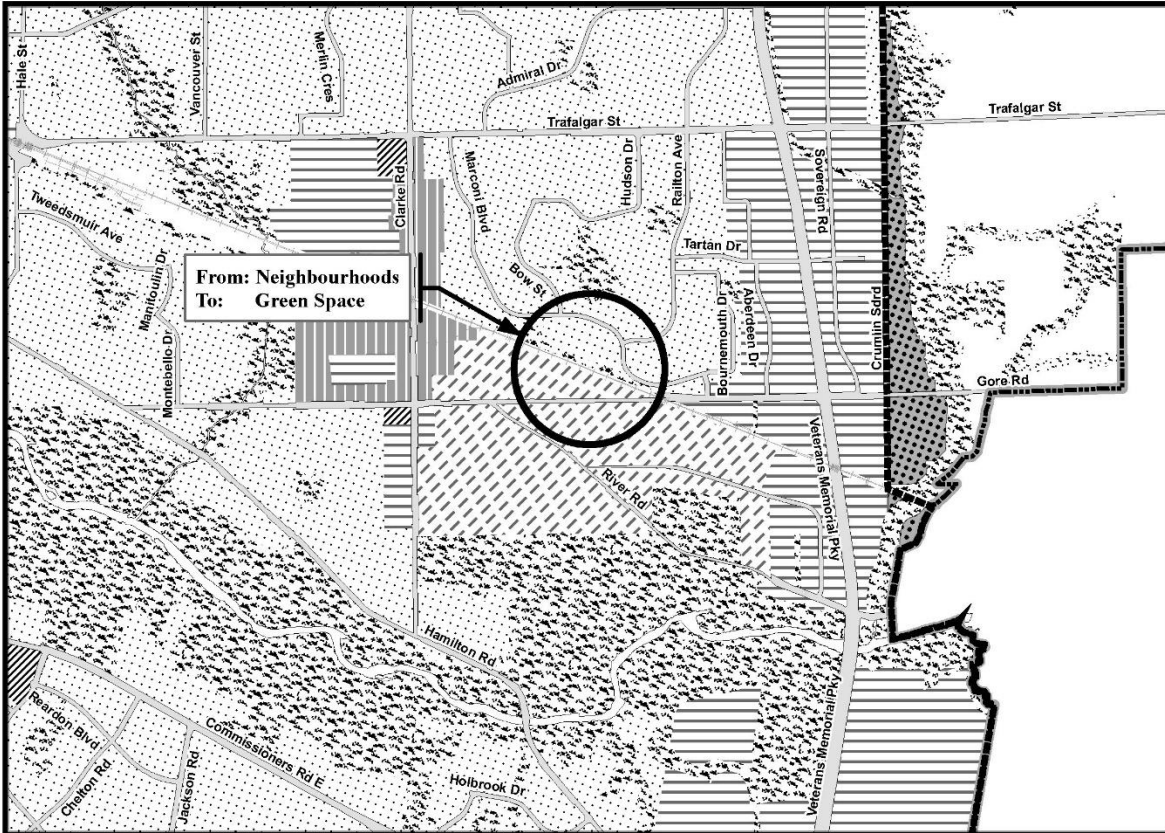 Hale St
Vancouver St
Merlin Cres
Admiral Dr
Trafalgar St
Trafalgar St
Clarke Rd
Marconi Blvd
Hudson Dr
Railton Ave
Sovereign Rd
Tweedsmuir Ave
Manitoulin Dr
Tartan Dr
From: Neighbourhoods
To: Green Space
Bow St
Bournemouth Dr
Aberdeen Dr
Crumlin Sdrd
Montebello Dr
Gore Rd
River Rd
Veterans Memorial Pky
Hamilton Rd
Reardon Blvd
Commissioners Rd E
Chelton Rd
Jackson Rd
Holbrook Dr
Veterans Memorial Pky